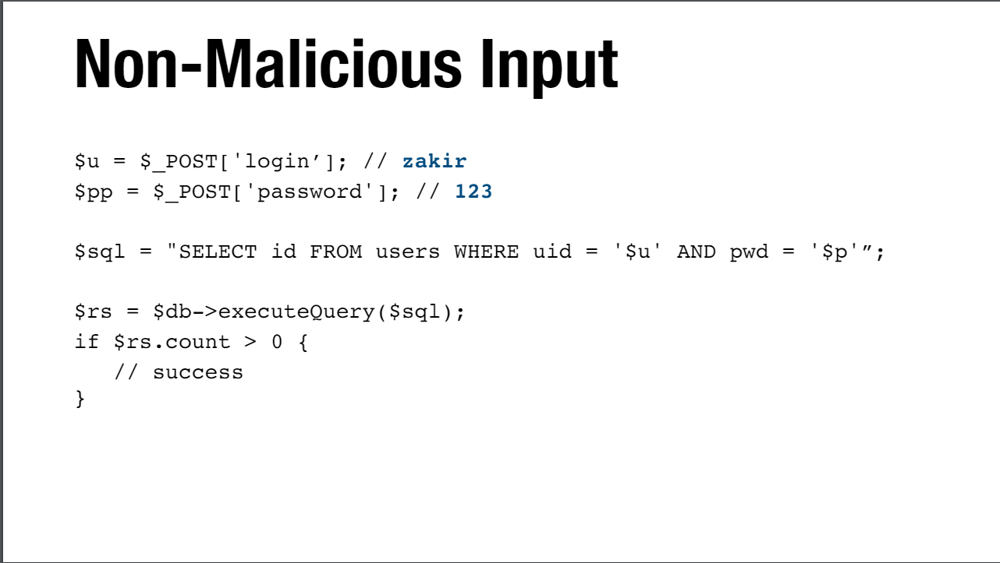 Non-Malicious Input
$u = $_POST['login’]; // zakir
$pp = $_POST['password']; // 123
$sql = "SELECT id FROM users WHERE uid = '$u' AND pwd = '$p'”;
$rs = $db->executeQuery($sql);
if $rs.count > 0 {
// success
}